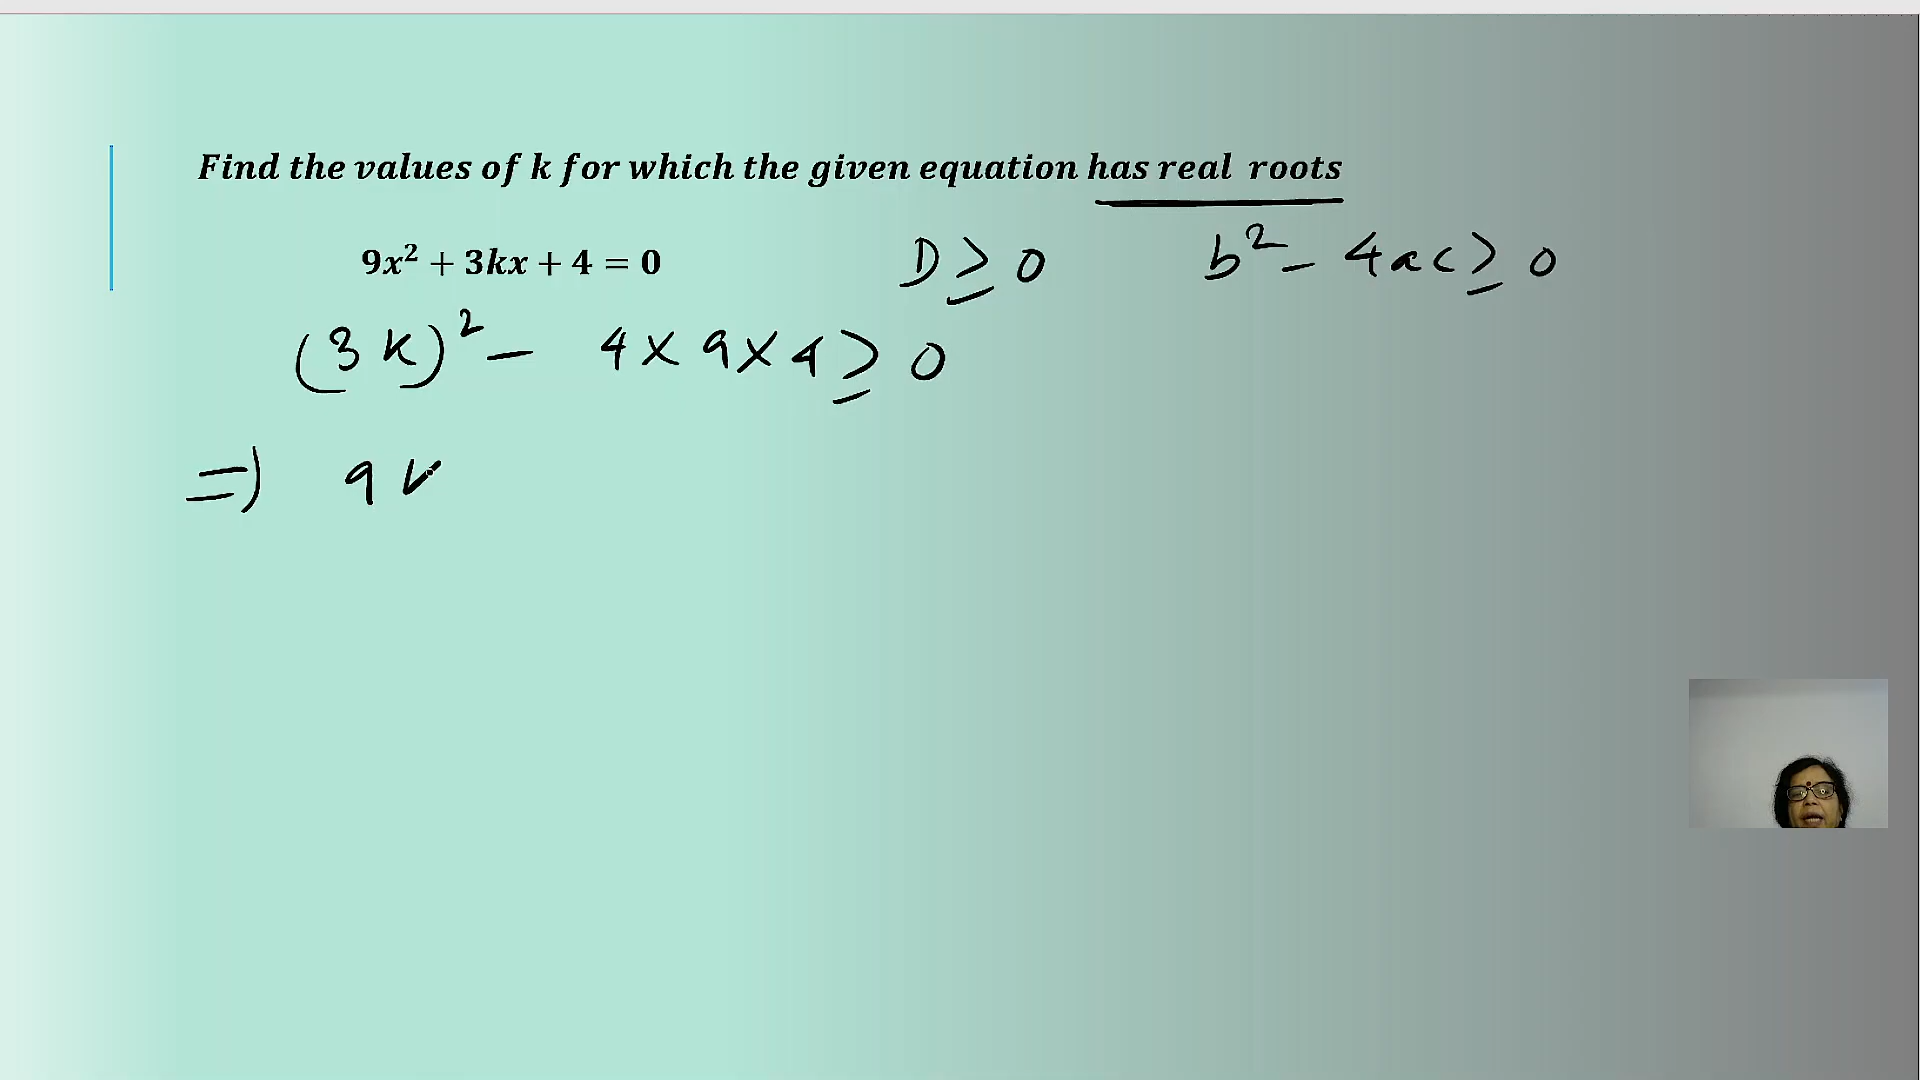 Find the values of k for which the given equation has real roots
9x² + 3kx + 4 = 0 D ≥ 0 b² - 4ac ≥ 0
(3k)² - 4 × 9 × 4 ≥ 0
⇒ 9k